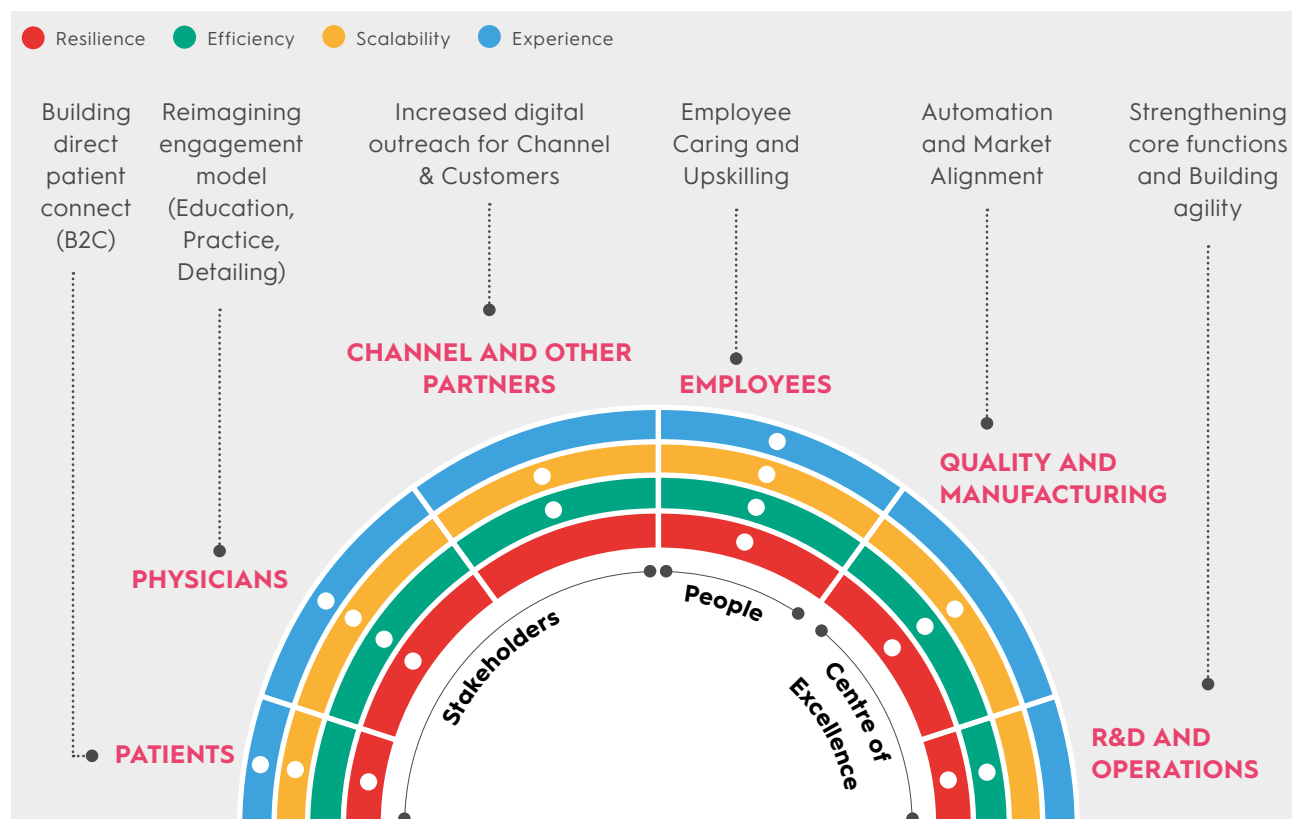 Resilience
Efficiency
Scalability
Experience
Building
direct
patient
connect
(B2C)
Reimagining
engagement
model
(Education,
Practice,
Detailing)
Increased digital
outreach for Channel
& Customers
Employee
Caring and
Upskilling
Automation
and Market
Alignment
Strengthening
core functions
and Building
agility
CHANNEL AND OTHER
PARTNERS
EMPLOYEES
QUALITY AND
MANUFACTURING
PHYSICIANS
PATIENTS
R&D AND
OPERATIONS
Stakeholders
People
Centre of
Excellence